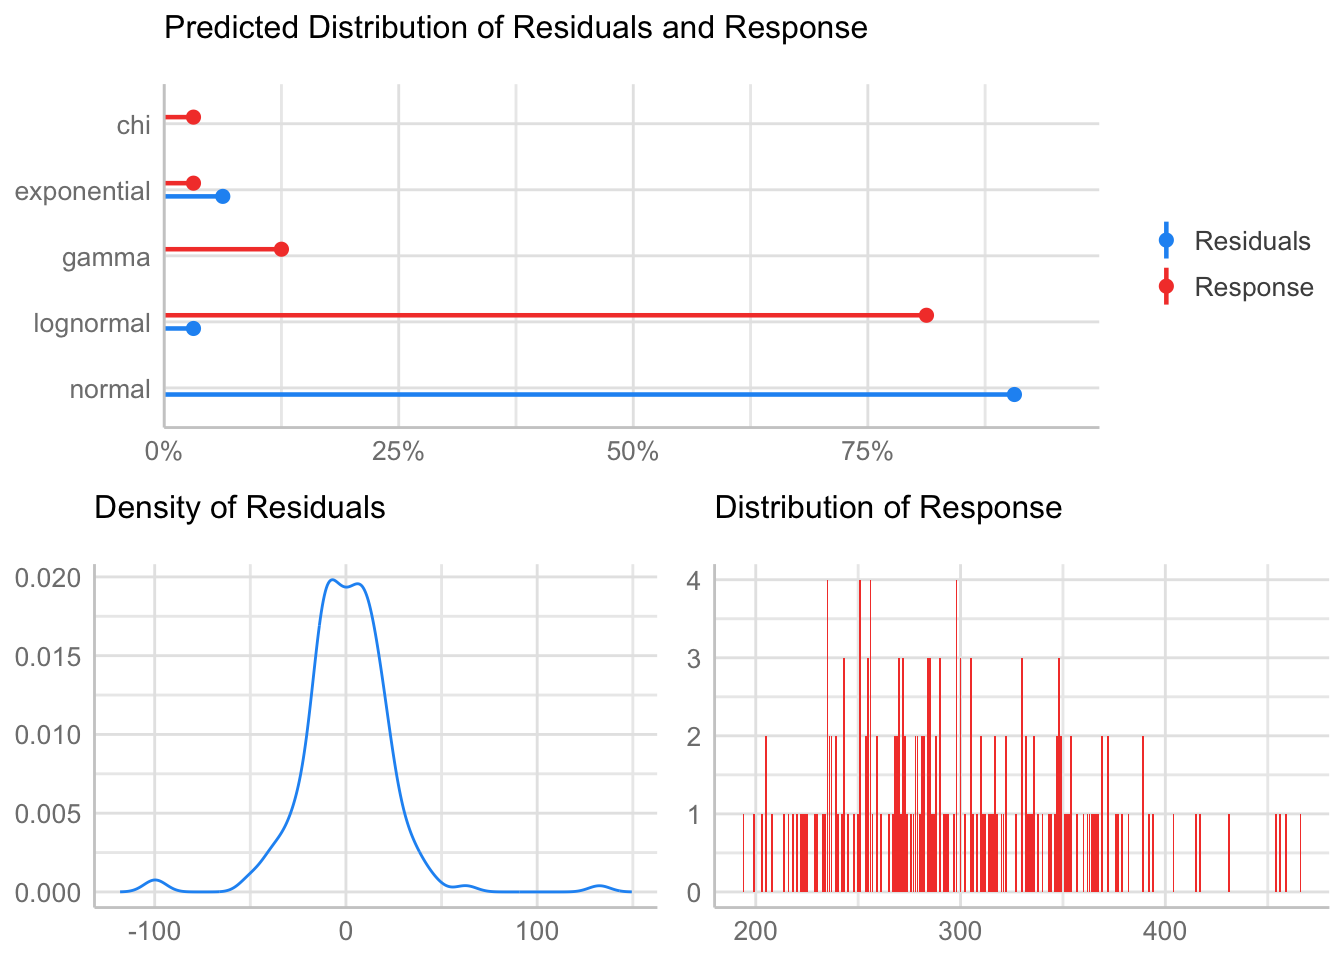 Predicted Distribution of Residuals and Response
chi
exponential
gamma
lognormal
normal
0% 25% 50% 75%
Residuals
Response
Density of Residuals
0.020
0.015
0.010
0.005
0.000
-100 0 100
Distribution of Response
4
3
2
1
0
200 300 400